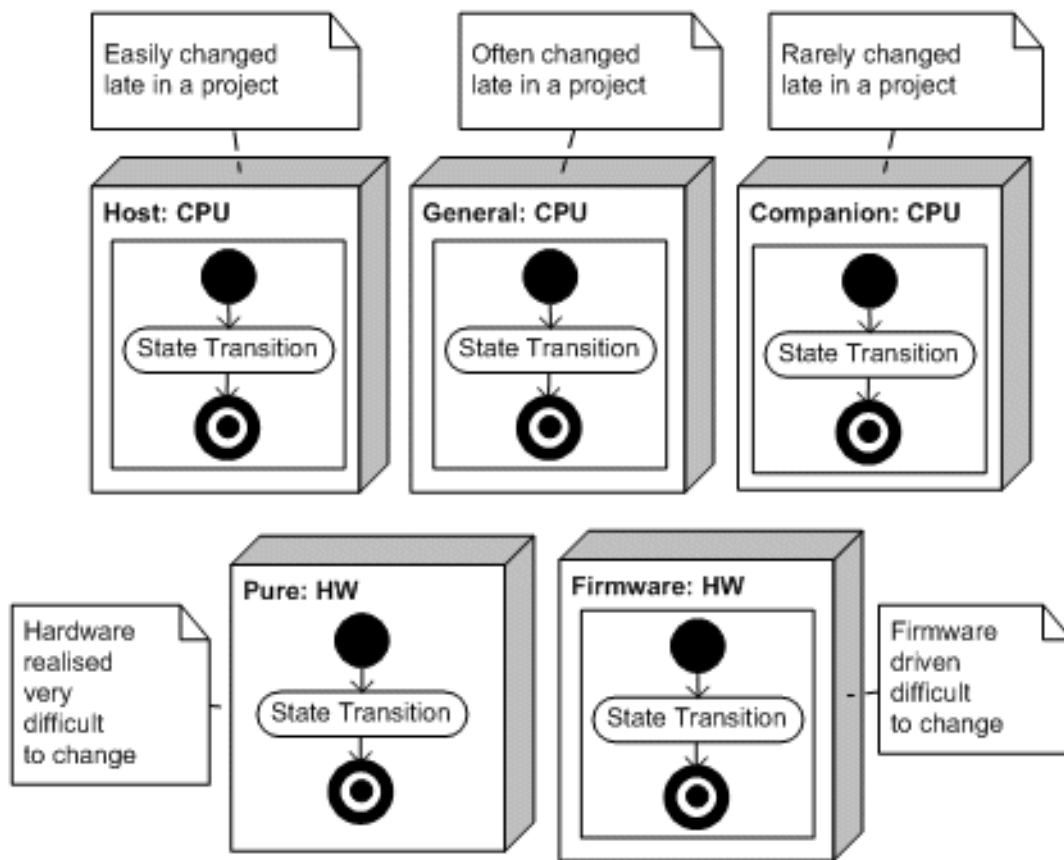 Easily changed
late in a project
Often changed
late in a project
Rarely changed
late in a project
Host: CPU
State Transition
General: CPU
State Transition
Companion: CPU
State Transition
Hardware
realised
very
difficult
to change
Pure: HW
State Transition
Firmware: HW
State Transition
Firmware
driven
difficult
to change